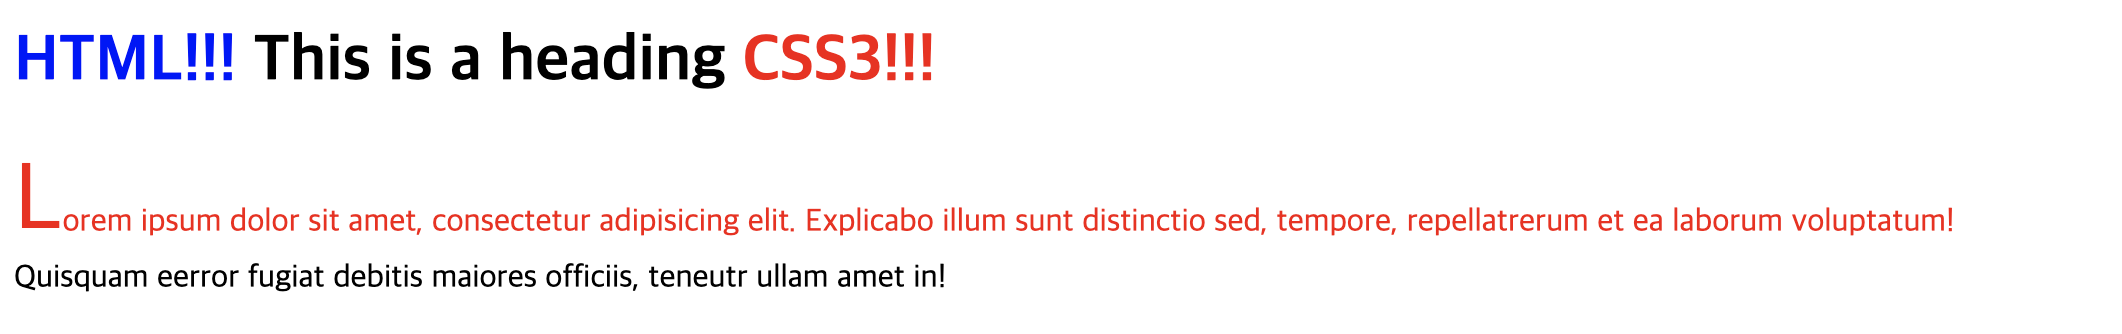 HTML!!! This is a heading CSS3!!!
Lorem ipsum dolor sit amet, consectetur adipisicing elit. Explicabo illum sunt distinctio sed, tempore, repellatrerum et ea laborum voluptatum!
Quisquam eerror fugiat debitis maiores officiis, teneutr ullam amet in!